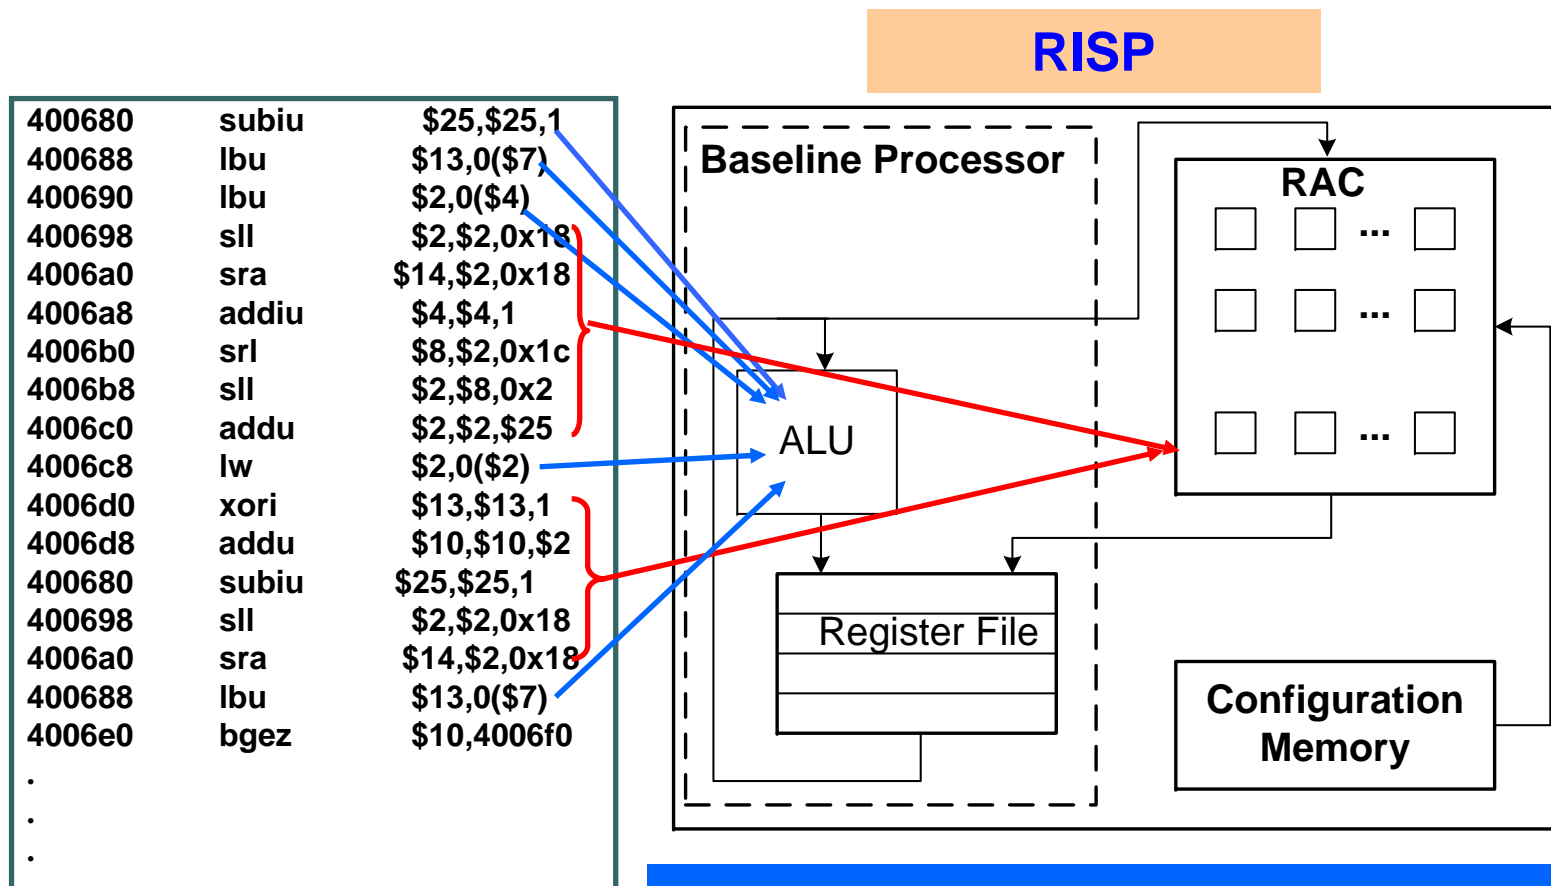 RISP
400680 subiu $25,$25,1
400688 lbu $13,0($7)
400690 lbu $2,0($4)
400698 sll $2,$2,0x18
4006a0 sra $14,$2,0x18
4006a8 addiu $4,$4,1
4006b0 srl $8,$2,0x1c
4006b8 sll $2,$8,0x2
4006c0 addu $2,$2,$25
4006c8 lw $2,0($2)
4006d0 xori $13,$13,1
4006d8 addu $10,$10,$2
400680 subiu $25,$25,1
400698 sll $2,$2,0x18
4006a0 sra $14,$2,0x18
400688 lbu $13,0($7)
4006e0 bgez $10,4006f0
.
.
.
Baseline Processor
ALU
Register File
RAC
...
...
...
Configuration
Memory